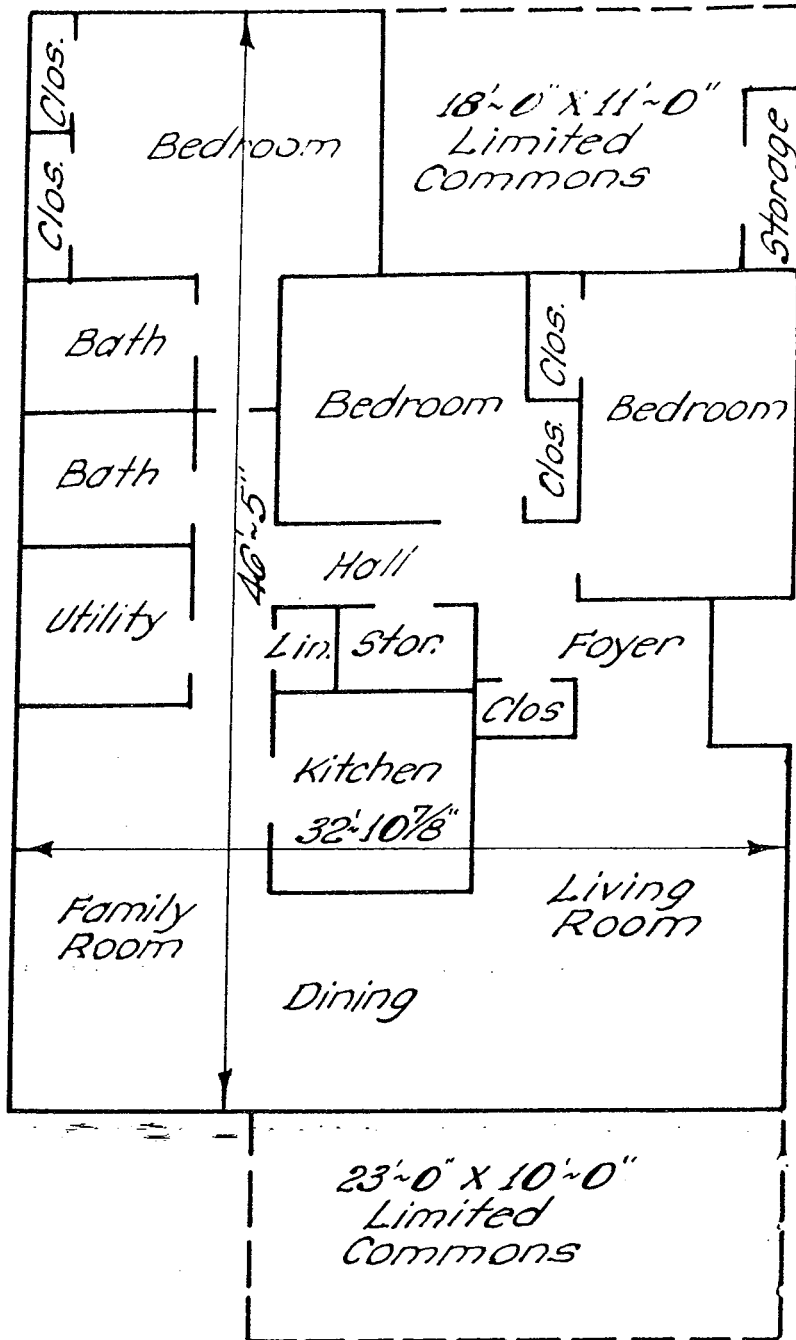 Clos.
Bedroom
18'~0" X 11'~0"
Limited
Commons
Storage
Clos.
Bath
Bedroom
Clos.
Bedroom
Clos.
Bath
46'~5"
Hall
Utility
Lin.
Stor.
Foyer
Clos
Kitchen
32'~10 7/8"
Family
Room
Living
Room
Dining
23'~0" X 10'~0"
Limited
Commons